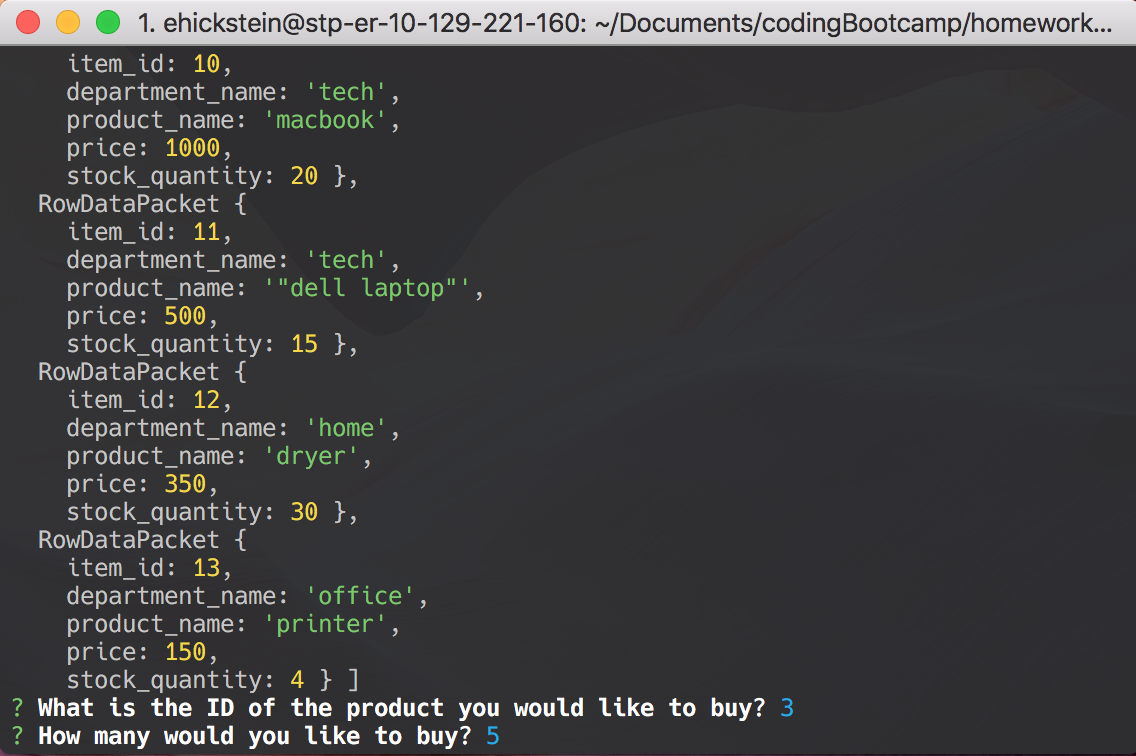 1. ehickstein@stp-er-10-129-221-160: ~/Documents/codingBootcamp/homework...
item_id: 10,
department_name: 'tech',
product_name: 'macbook',
price: 1000,
stock_quantity: 20 },
RowDataPacket {
item_id: 11,
department_name: 'tech',
product_name: '"dell laptop"',
price: 500,
stock_quantity: 15 },
RowDataPacket {
item_id: 12,
department_name: 'home',
product_name: 'dryer',
price: 350,
stock_quantity: 30 },
RowDataPacket {
item_id: 13,
department_name: 'office',
product_name: 'printer',
price: 150,
stock_quantity: 4 } ]
? What is the ID of the product you would like to buy? 3
? How many would you like to buy? 5